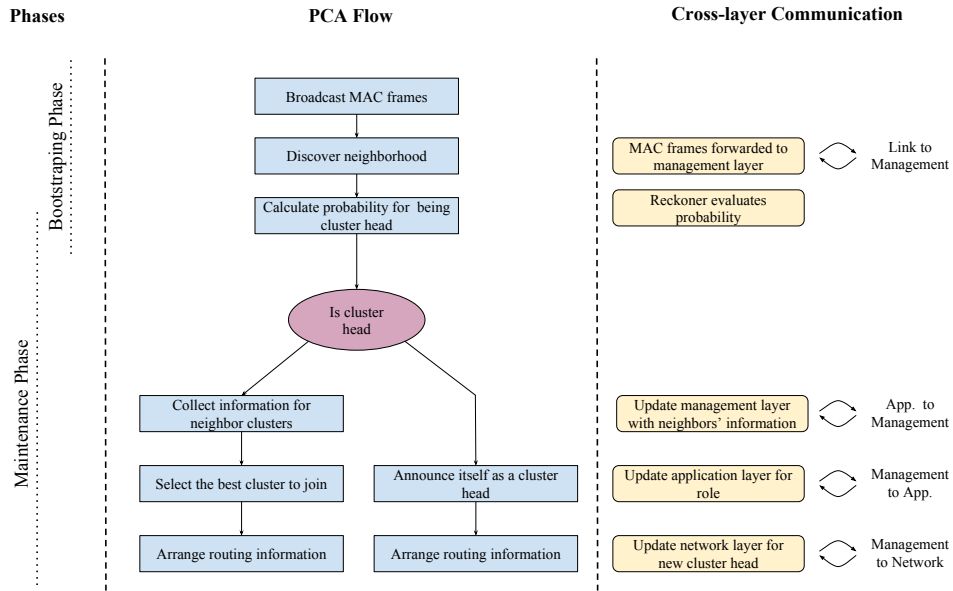 Phases
PCA Flow
Cross-layer Communication
Bootstraping Phase
Maintenance Phase
Broadcast MAC frames
Discover neighborhood
Calculate probability for being
cluster head
Is cluster
head
Collect information for
neighbor clusters
Select the best cluster to join
Arrange routing information
Announce itself as a cluster
head
Arrange routing information
MAC frames forwarded to
management layer
Link to
Management
Reckoner evaluates
probability
Update management layer
with neighbors’ information
App. to
Management
Update application layer for
role
Management
to App.
Update network layer for
new cluster head
Management
to Network